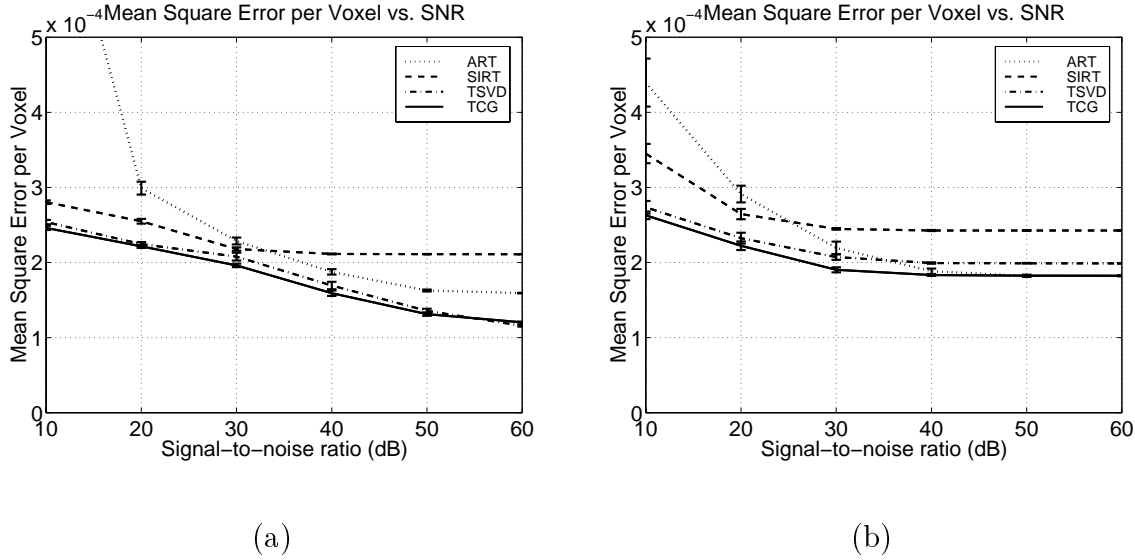 x 10⁻⁴ Mean Square Error per Voxel vs. SNR
5
4
3
2
1
0
Mean Square Error per Voxel
ART
SIRT
TSVD
TCG
10 20 30 40 50 60
Signal−to−noise ratio (dB)
(a)
x 10⁻⁴ Mean Square Error per Voxel vs. SNR
5
4
3
2
1
0
Mean Square Error per Voxel
ART
SIRT
TSVD
TCG
10 20 30 40 50 60
Signal−to−noise ratio (dB)
(b)